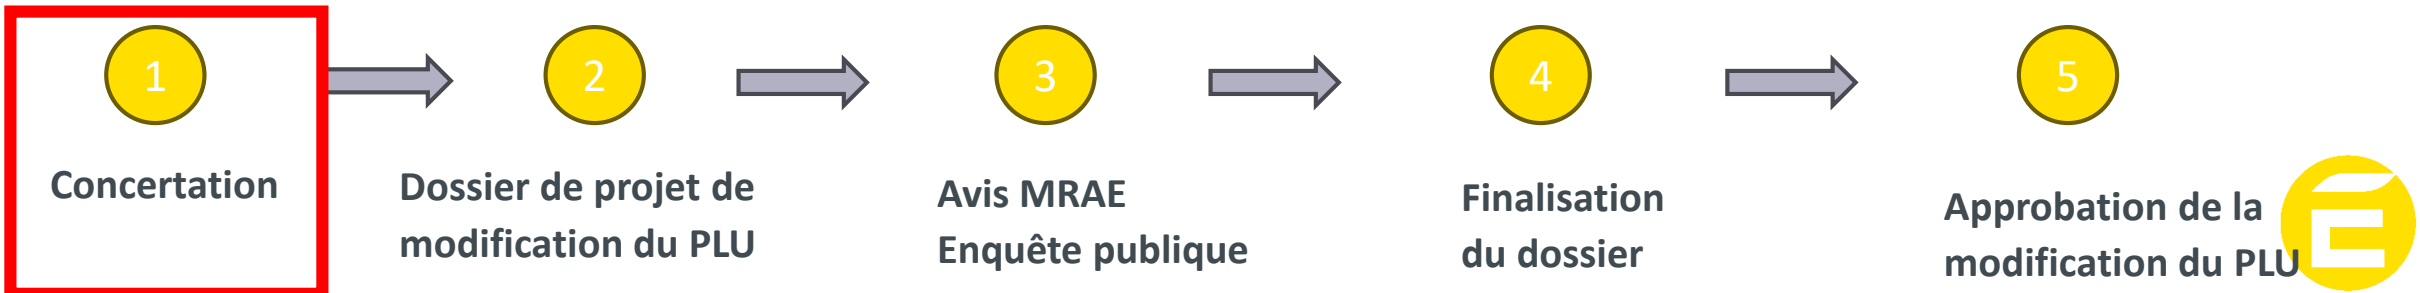 1
Concertation
2
Dossier de projet de
modification du PLU
3
Avis MRAE
Enquête publique
4
Finalisation
du dossier
5
Approbation de la
modification du PLU
É